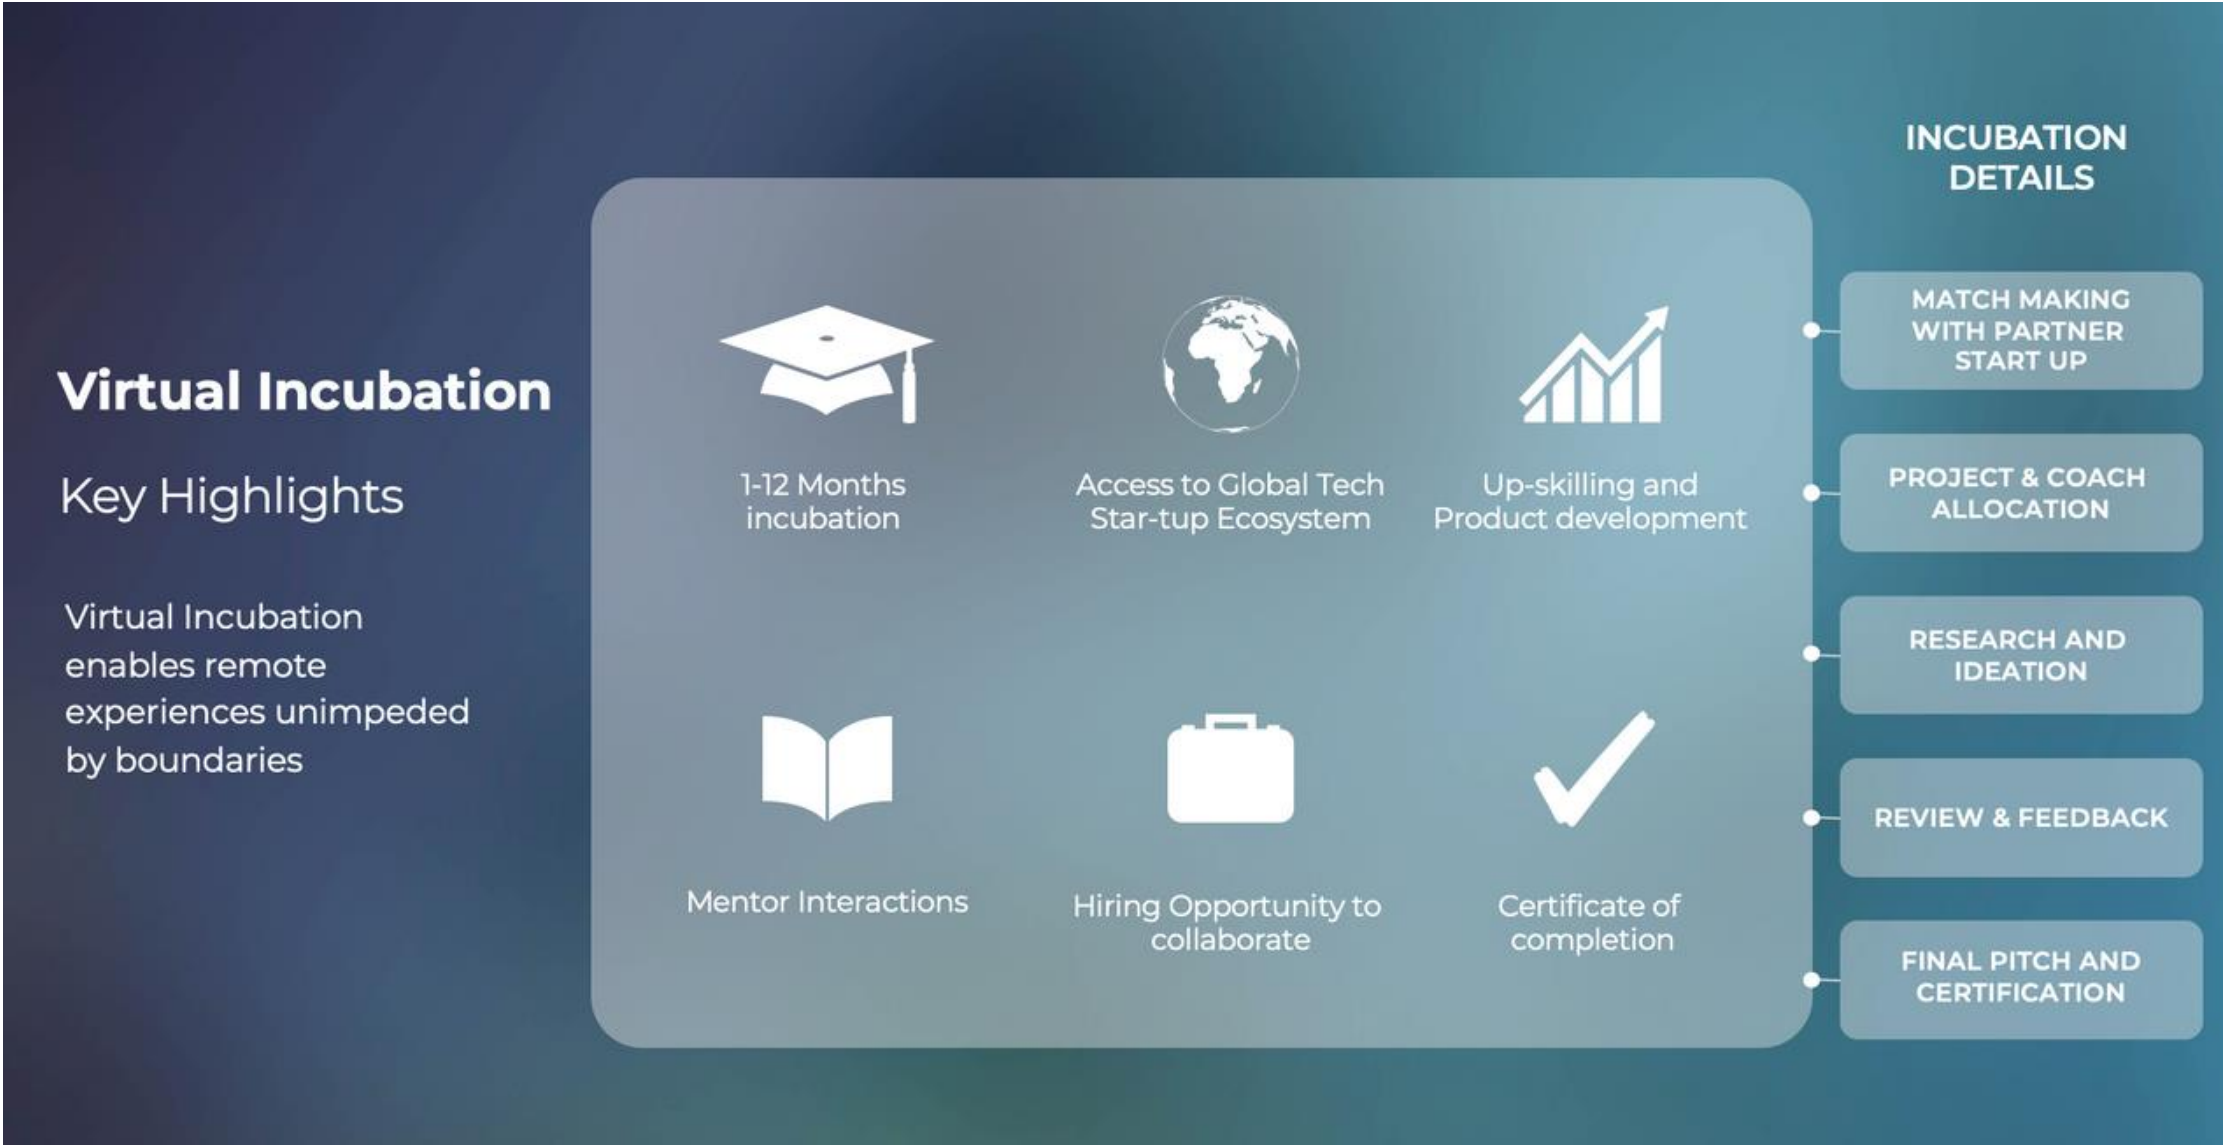 Virtual Incubation
Key Highlights
Virtual Incubation
enables remote
experiences unimpeded
by boundaries
1-12 Months
incubation
Access to Global Tech
Star-tup Ecosystem
Up-skilling and
Product development
Mentor Interactions
Hiring Opportunity to
collaborate
Certificate of
completion
INCUBATION
DETAILS
MATCH MAKING
WITH PARTNER
START UP
PROJECT & COACH
ALLOCATION
RESEARCH AND
IDEATION
REVIEW & FEEDBACK
FINAL PITCH AND
CERTIFICATION